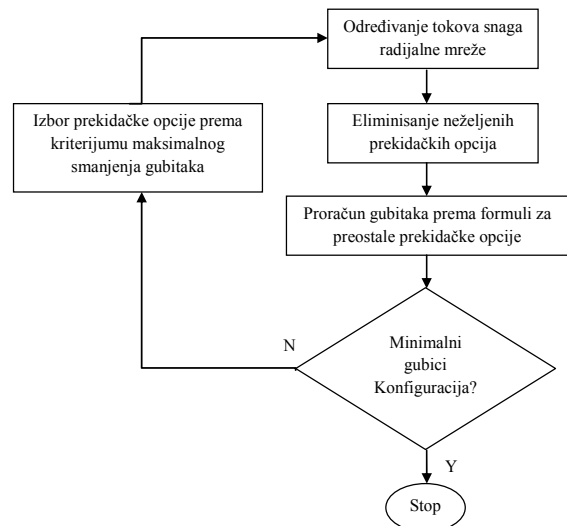 Određivanje tokova snaga
radijalne mreže
Izbor prekidačke opcije prema
kriterijumu maksimalnog
smanjenja gubitaka
Eliminisanje neželjenih
prekidačkih opcija
Proračun gubitaka prema formuli za
preostale prekidačke opcije
N
Minimalni
gubici
Konfiguracija?
Y
Stop